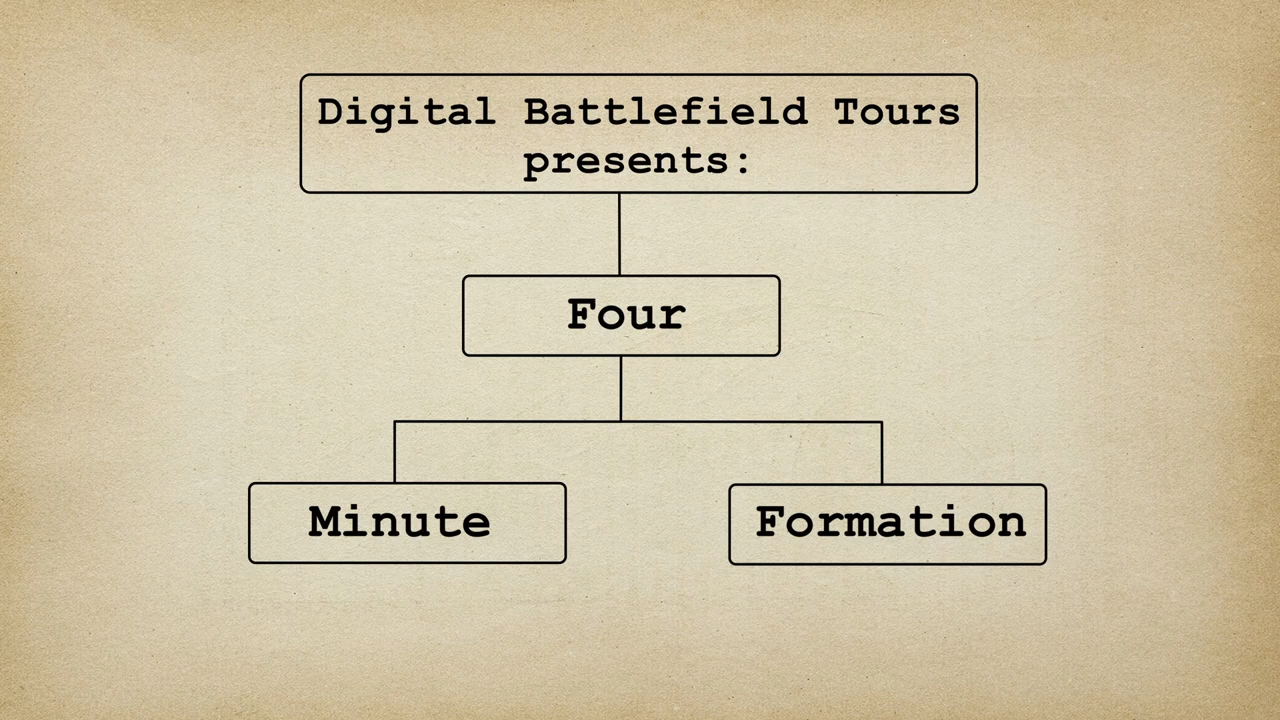 Digital Battlefield Tours
presents:
Four
Minute
Formation